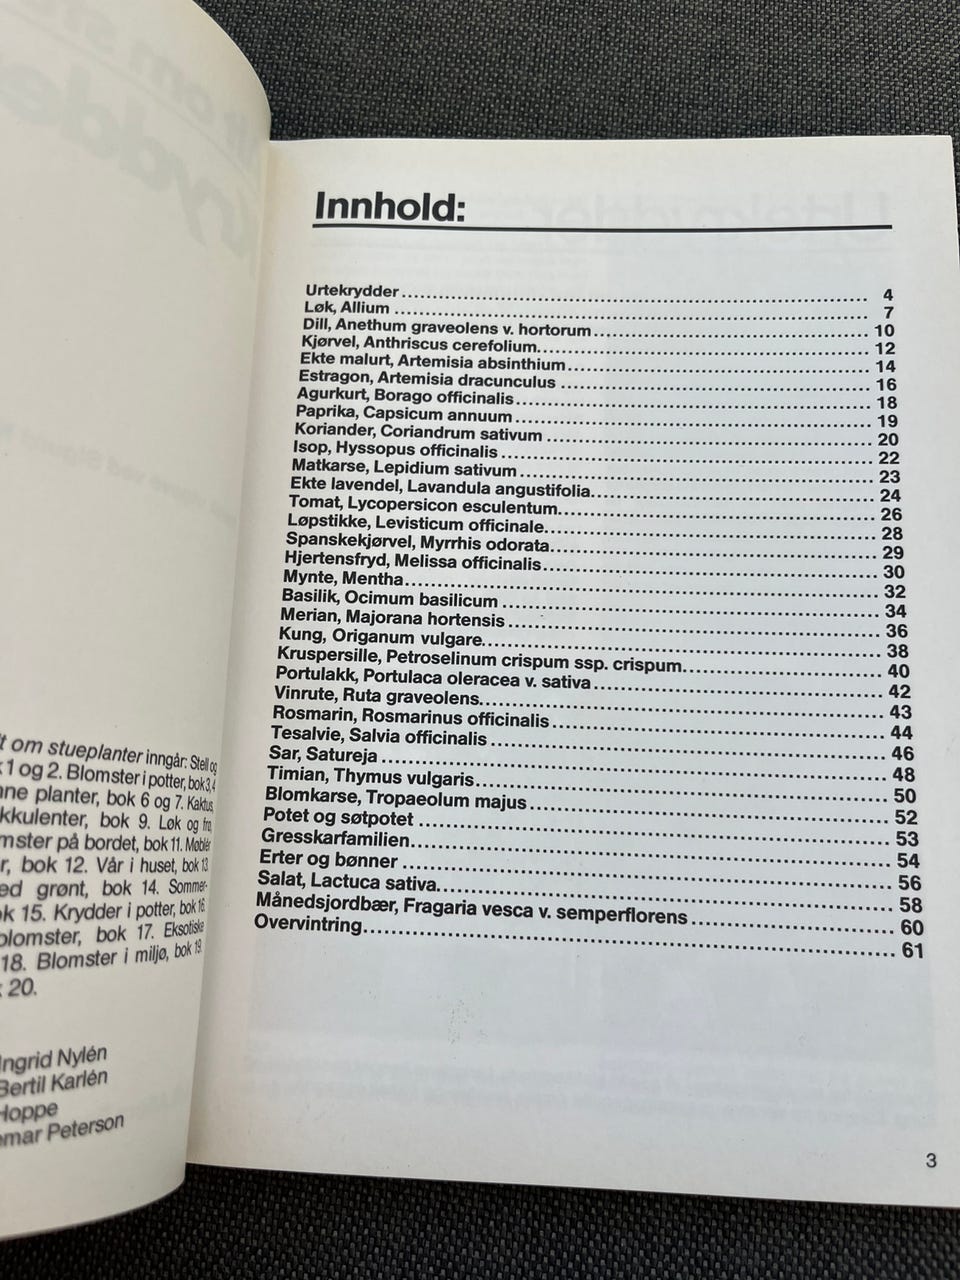 om stueplanter inngår: Stell og
1 og 2. Blomster i potter, bok 3, 4
planter, bok 6 og 7. Kaktus,
bok 9. Løk og frø,
på bordet, bok 11. Møbler
bok 12. Vår i huset, bok 13
grønt, bok 14. Sommer-
15. Krydder i potter, bok 16.
bok 17. Eksotiske
18. Blomster i miljø, bok 19.
20.
Ingrid Nylén
Bertil Karlén
Hoppe
Peterson
Innhold:
Urtekrydder........................................ 4
Løk, Allium ........................................ 7
Dill, Anethum graveolens v. hortorum........................................ 10
Kjørvel, Anthriscus cerefolium........................................ 12
Ekte malurt, Artemisia absinthium........................................ 14
Estragon, Artemisia dracunculus ........................................ 16
Agurkurt, Borago officinalis........................................ 18
Paprika, Capsicum annuum ........................................ 19
Koriander, Coriandrum sativum ........................................ 20
Isop, Hyssopus officinalis ........................................ 22
Matkarse, Lepidium sativum ........................................ 23
Ekte lavendel, Lavandula angustifolia........................................ 24
Tomat, Lycopersicon esculentum........................................ 26
Løpstikke, Levisticum officinale........................................ 28
Spanskekjørvel, Myrrhis odorata........................................ 29
Hjertensfryd, Melissa officinalis........................................ 30
Mynte, Mentha........................................ 32
Basilik, Ocimum basilicum ........................................ 34
Merian, Majorana hortensis ........................................ 36
Kung, Origanum vulgare........................................ 38
Kruspersille, Petroselinum crispum ssp. crispum........................................ 40
Portulakk, Portulaca oleracea v. sativa ........................................ 42
Vinrute, Ruta graveolens........................................ 43
Rosmarin, Rosmarinus officinalis ........................................ 44
Tesalvie, Salvia officinalis ........................................ 46
Sar, Satureja ........................................ 48
Timian, Thymus vulgaris........................................ 50
Blomkarse, Tropaeolum majus ........................................ 52
Potet og søtpotet ........................................ 53
Gresskarfamilien........................................ 54
Erter og bønner ........................................ 56
Salat, Lactuca sativa........................................ 58
Månedsjordbær, Fragaria vesca v. semperflorens ........................................ 60
Overvintring........................................ 61
3